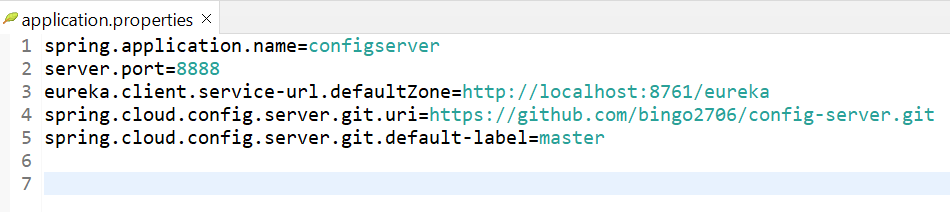 application.properties
1 spring.application.name=configserver
2 server.port=8888
3 eureka.client.service-url.defaultZone=http://localhost:8761/eureka
4 spring.cloud.config.server.git.uri=https://github.com/bingo2706/config-server.git
5 spring.cloud.config.server.git.default-label=master
6
7